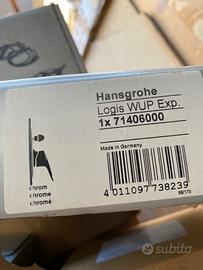 Hansgrohe
Logis WUP Exp.
1x 71406000
Made in Germany
chrom
chrome
chromé
4 011097 738239
subito